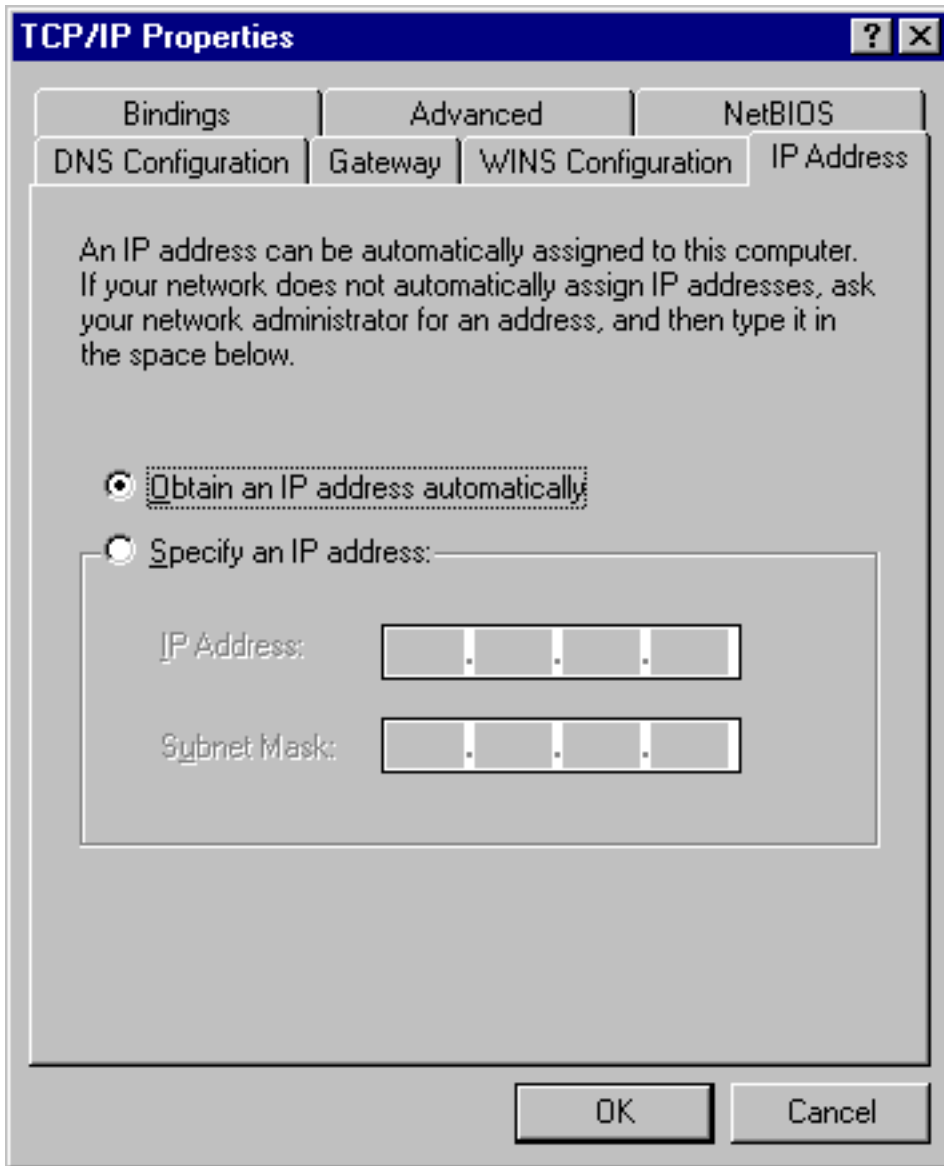 TCP/IP Properties
Bindings Advanced NetBIOS
DNS Configuration Gateway WINS Configuration IP Address
An IP address can be automatically assigned to this computer.
If your network does not automatically assign IP addresses, ask
your network administrator for an address, and then type it in
the space below.
Obtain an IP address automatically
Specify an IP address:
IP Address: . . .
Subnet Mask: . . .
OK Cancel